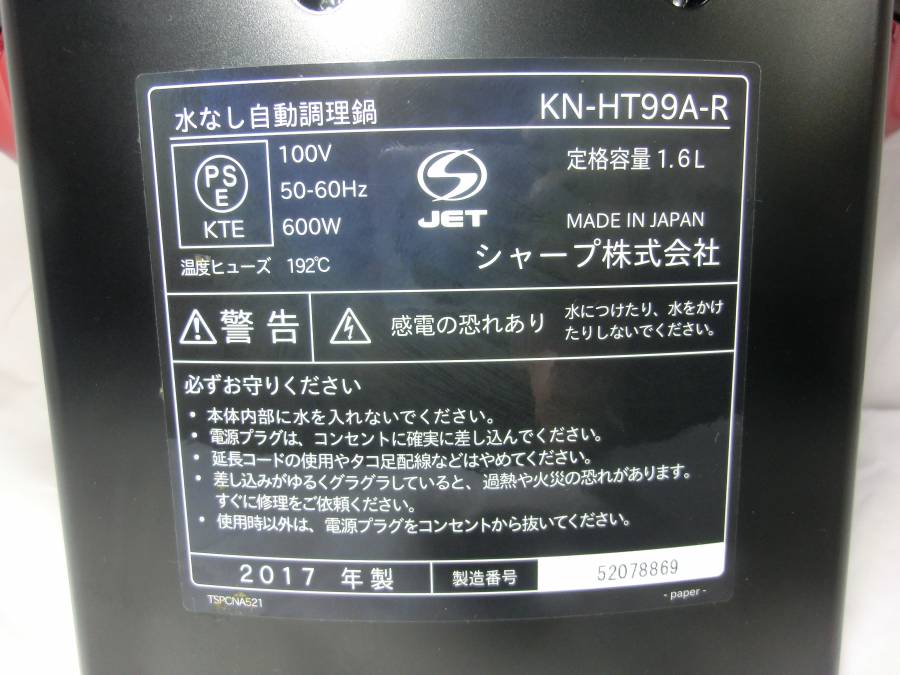 水なし自動調理鍋
KN-HT99A-R
PS
E
KTE
100V
50-60Hz
600W
JET
定格容量 1.6L
MADE IN JAPAN
シャープ株式会社
温度ヒューズ 192℃
警告
感電の恐れあり
水につけたり、水をかけ
たりしないでください。
必ずお守りください
・本体内部に水を入れないでください。
・電源プラグは、コンセントに確実に差し込んでください。
・延長コードの使用やタコ足配線などはやめてください。
・差し込みがゆるくグラグラしていると、過熱や火災の恐れがあります。
すぐに修理をご依頼ください。
・使用時以外は、電源プラグをコンセントから抜いてください。
2017 年製
製造番号
52078869
TSPCNA521
- paper -